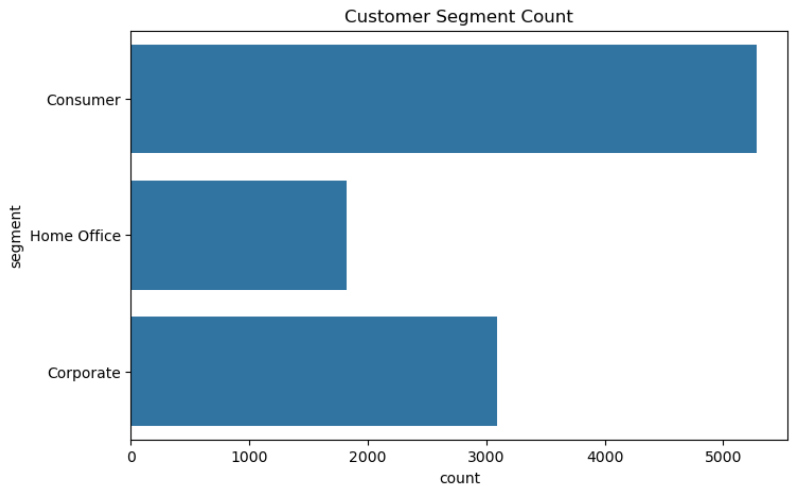 Customer Segment Count
Consumer
Home Office
Corporate
segment
0 1000 2000 3000 4000 5000
count